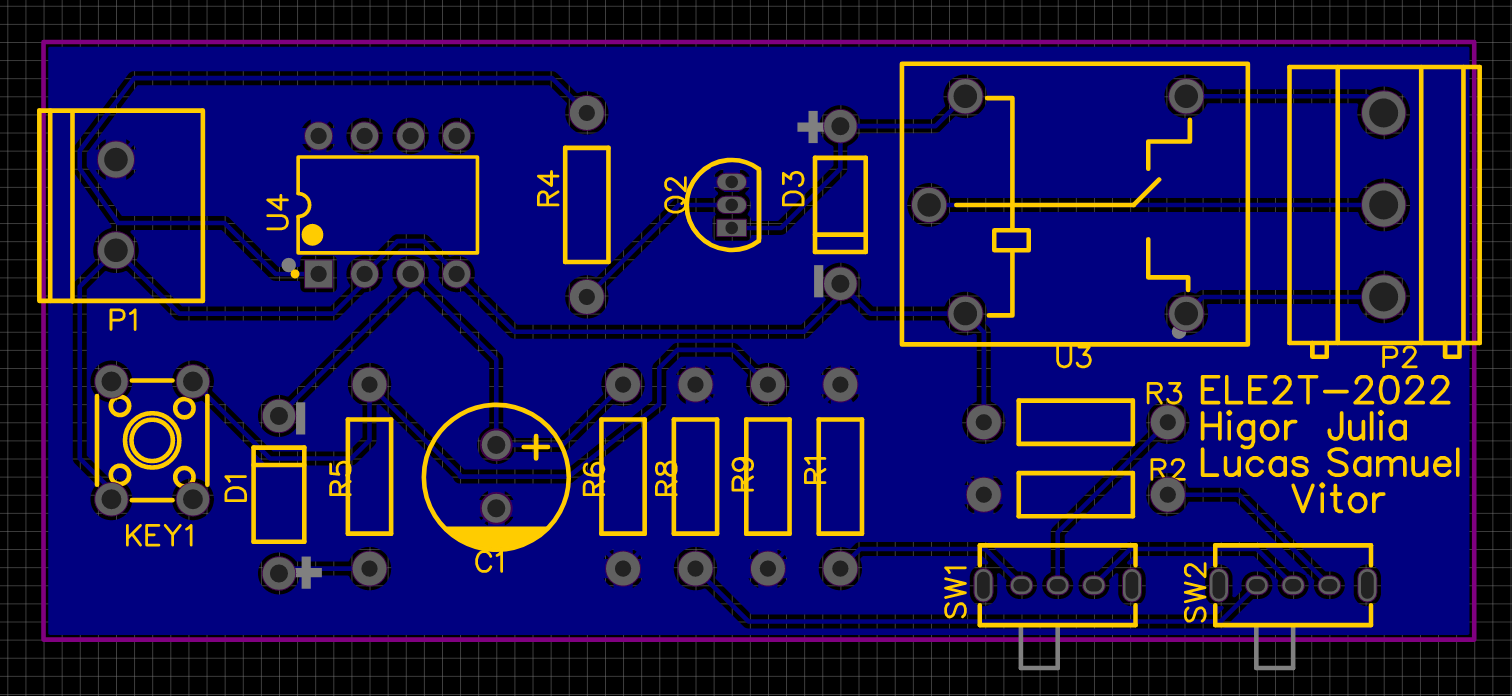 R4
Q2
D3
U4
P1
U3
P2
R3
ELE2T-2022
Higor Julia
R2
Lucas Samuel
Vitor
D1
R5
R6
R8
R9
R1
KEY1
C1
SW1
SW2